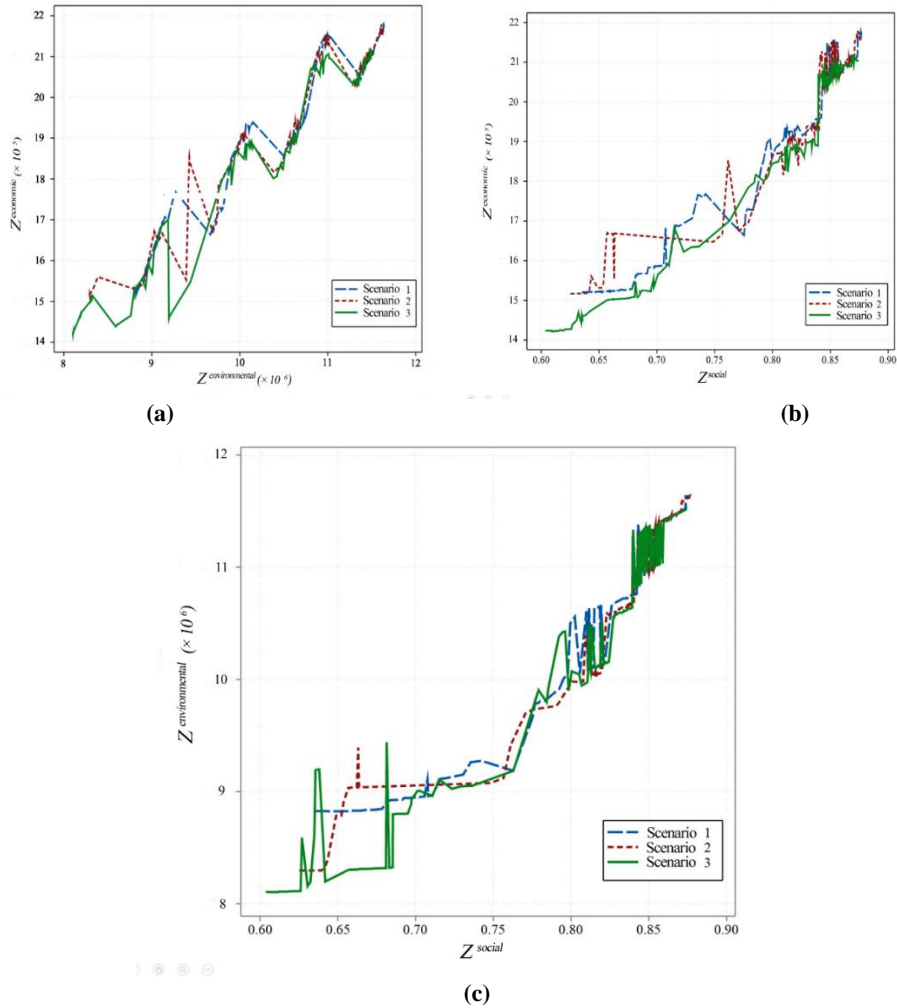 22
21
20
19
18
17
16
15
14
Z economic (× 10 5)
8
9
10
11
12
Z environmental (× 10 6)
Scenario 1
Scenario 2
Scenario 3
(a)
22
21
20
19
18
17
16
15
14
Z economic (× 10 5)
0.60
0.65
0.70
0.75
0.80
0.85
0.90
Z social
Scenario 1
Scenario 2
Scenario 3
(b)
12
11
10
9
8
Z environmental (× 10 6)
0.60
0.65
0.70
0.75
0.80
0.85
0.90
Z social
Scenario 1
Scenario 2
Scenario 3
(c)